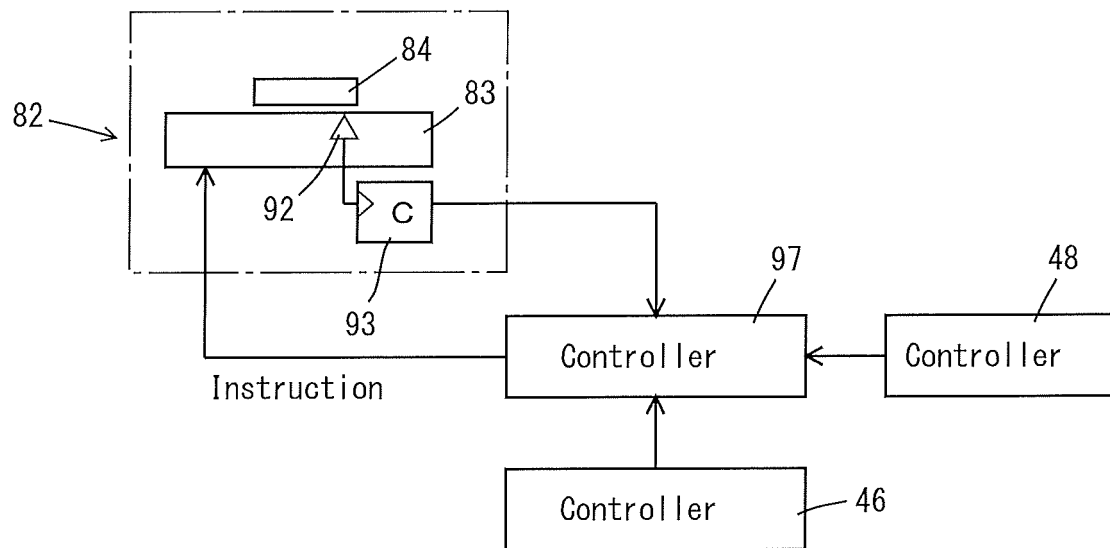 84
82
83
92
C
93
97
48
Controller
Controller
Instruction
Controller
46